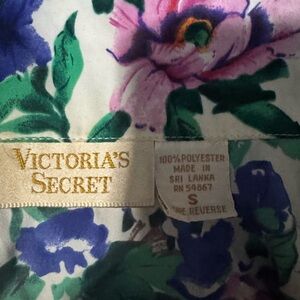 VICTORIA'S
SECRET
100% POLYESTER
MADE IN
SRI LANKA
RN 54867
S
REVERSE